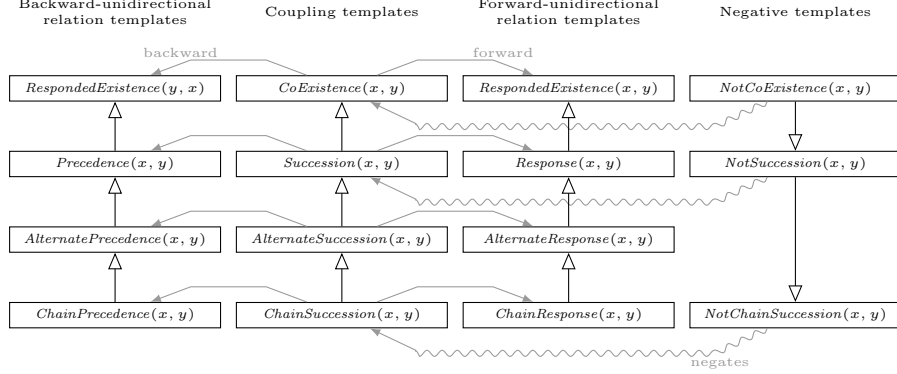 Backward-unidirectional
relation templates
Coupling templates
Forward-unidirectional
relation templates
Negative templates
backward
forward
RespondedExistence(y, x)
CoExistence(x, y)
RespondedExistence(x, y)
NotCoExistence(x, y)
Precedence(x, y)
Succession(x, y)
Response(x, y)
NotSuccession(x, y)
AlternatePrecedence(x, y)
AlternateSuccession(x, y)
AlternateResponse(x, y)
ChainPrecedence(x, y)
ChainSuccession(x, y)
ChainResponse(x, y)
NotChainSuccession(x, y)
negates